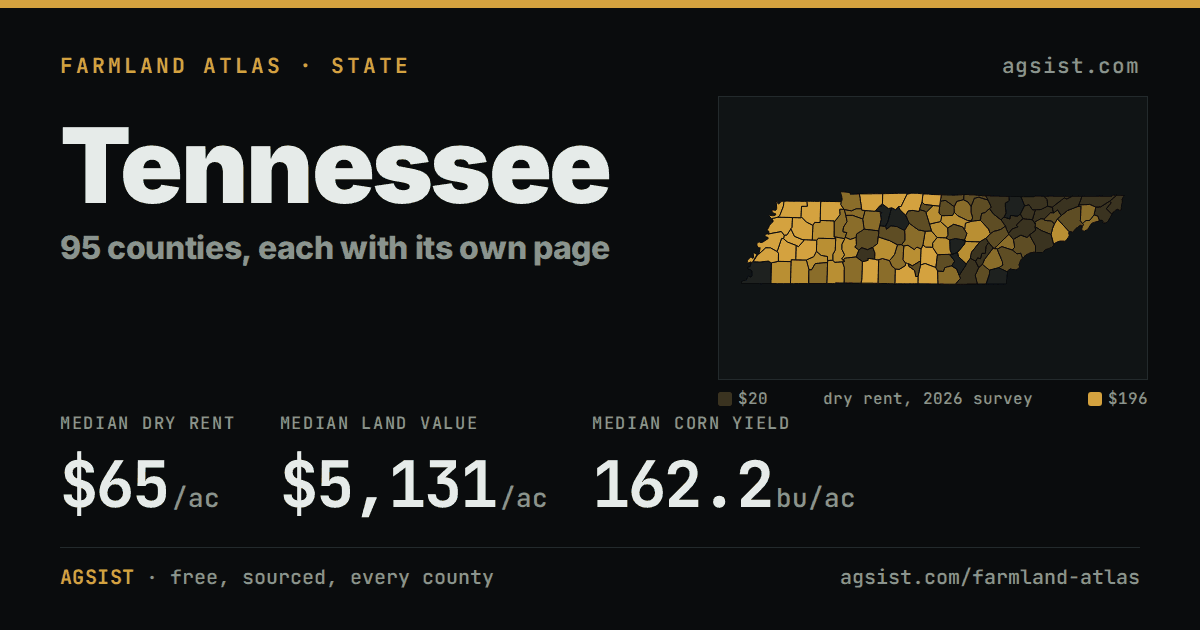 FARMLAND ATLAS · STATE
agsist.com
Tennessee
95 counties, each with its own page
$20
dry rent, 2026 survey
$196
MEDIAN DRY RENT
MEDIAN LAND VALUE
MEDIAN CORN YIELD
$65/ac
$5,131/ac
162.2bu/ac
AGSIST · free, sourced, every county
agsist.com/farmland-atlas